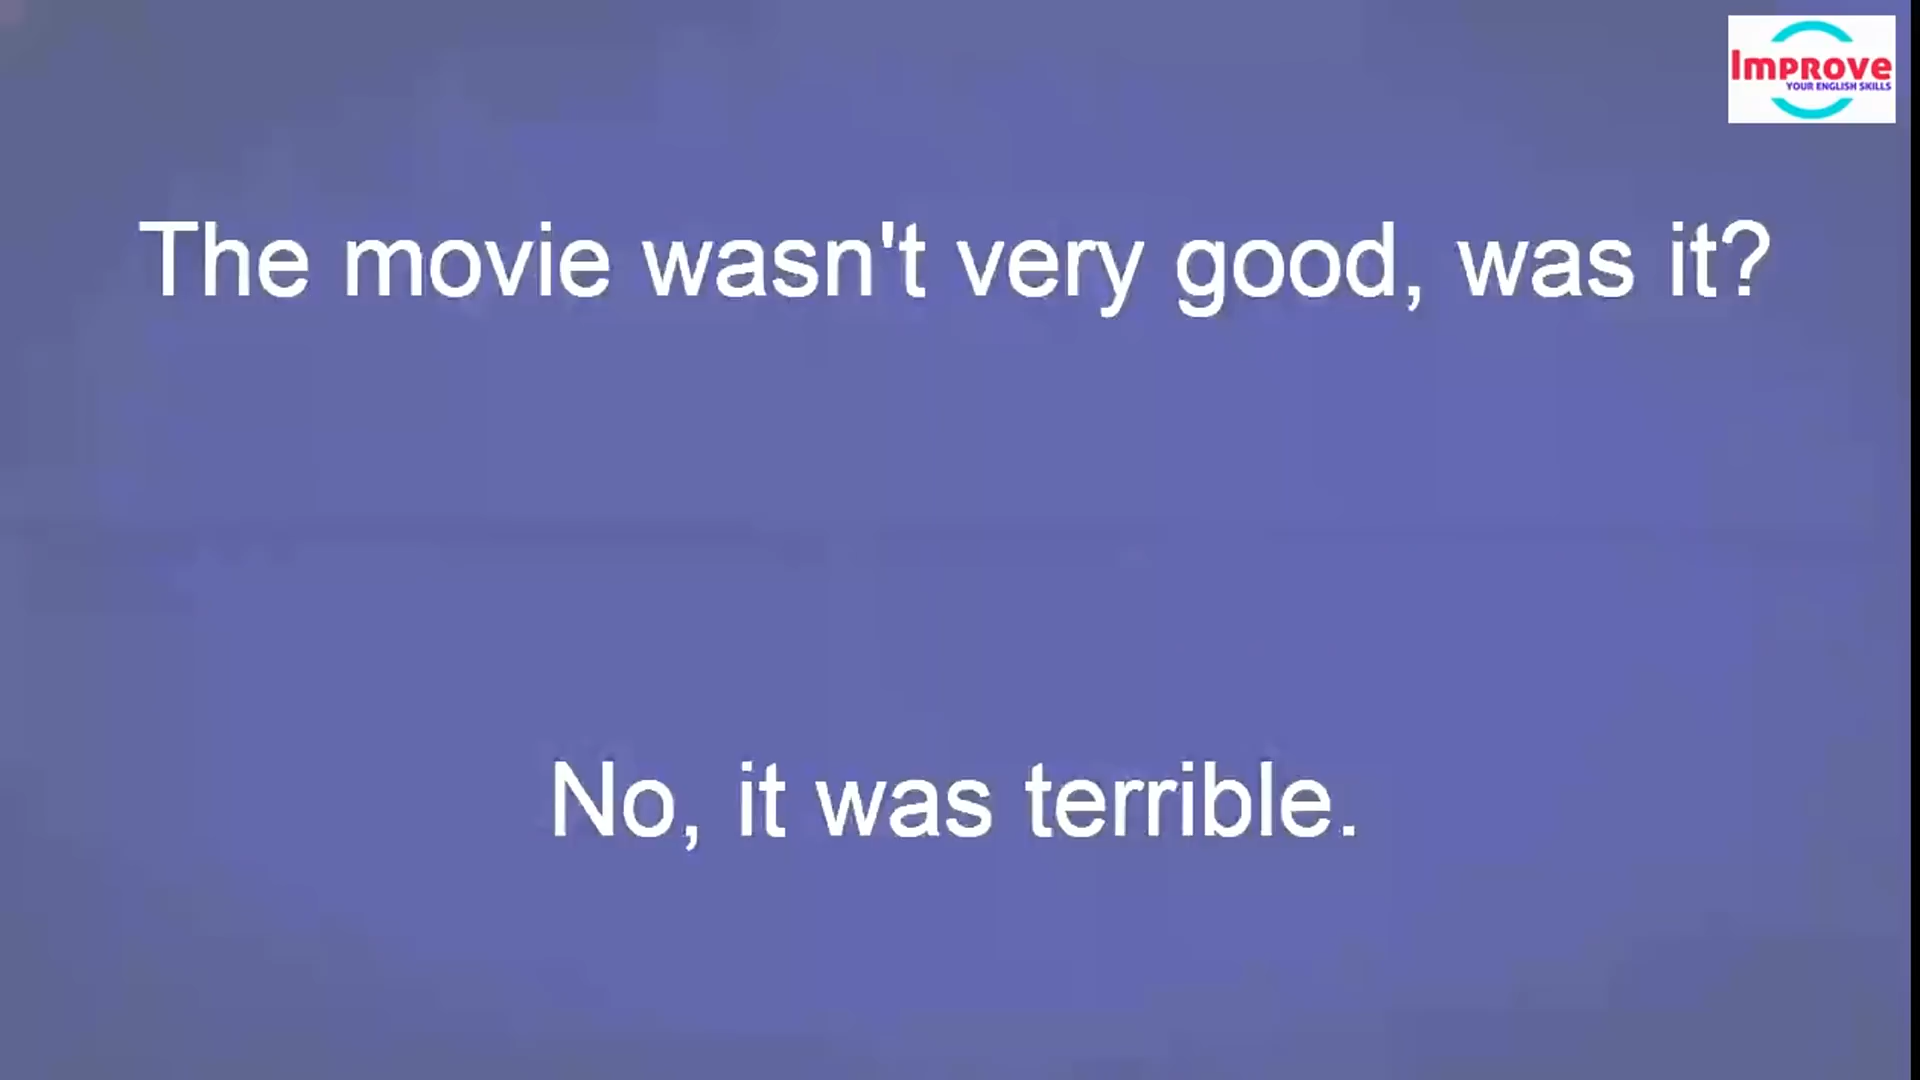 Improve
YOUR ENGLISH SKILLS
The movie wasn't very good, was it?
No, it was terrible.